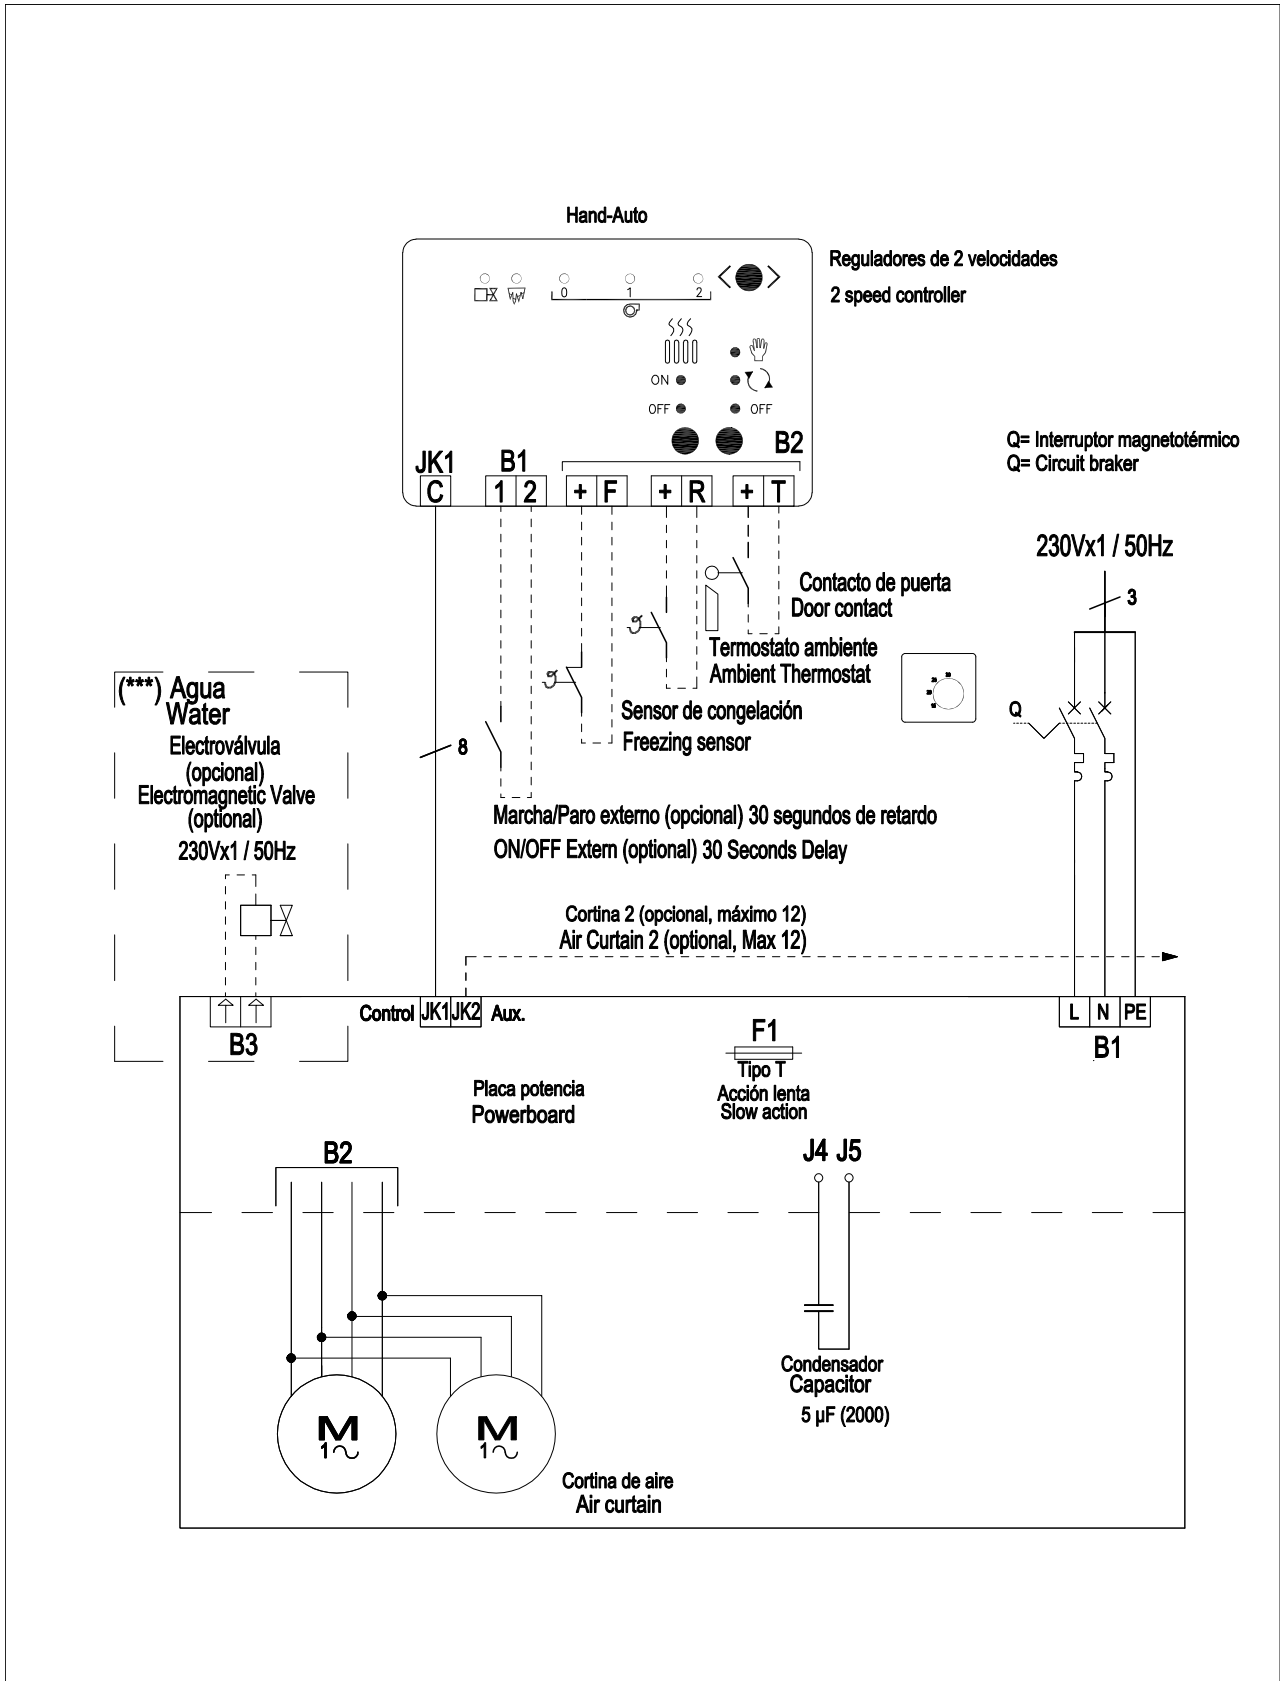 Hand-Auto
Reguladores de 2 velocidades
2 speed controller
0 1 2
ON
OFF OFF
B2
JK1 B1
C 1 2 + F + R + T
Q= Interruptor magnetotérmico
Q= Circuit braker
230Vx1 / 50Hz
3
Contacto de puerta
Door contact
Termostato ambiente
Ambient Thermostat
Sensor de congelación
Freezing sensor
Q
8
(***) Agua
Water
Electroválvula
(opcional)
Electromagnetic Valve
(optional)
230Vx1 / 50Hz
Marcha/Paro externo (opcional) 30 segundos de retardo
ON/OFF Extern (optional) 30 Seconds Delay
Cortina 2 (opcional, máximo 12)
Air Curtain 2 (optional, Max 12)
Control JK1 JK2 Aux.
L N PE
B3
B1
F1
Tipo T
Acción lenta
Slow action
Placa potencia
Powerboard
B2
J4 J5
Condensador
Capacitor
5 µF (2000)
M
1
M
1
Cortina de aire
Air curtain